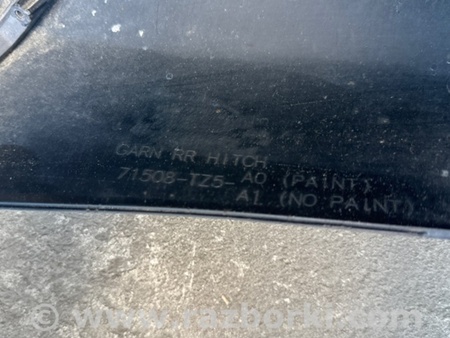 GARN RR HITCH
71508-TZ5-A0 (PAINT)
A1 (NO PAINT)
© www.razborki.com